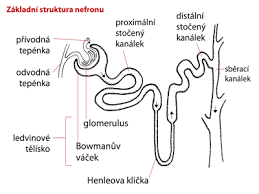 Základní struktura nefronu
přívodná
tepénka
odvodná
tepénka
proximální
stočený
kanálek
distální
stočený
kanálek
sběrací
kanálek
glomerulus
ledvinové
tělísko
Bowmanův
váček
Henleova klička